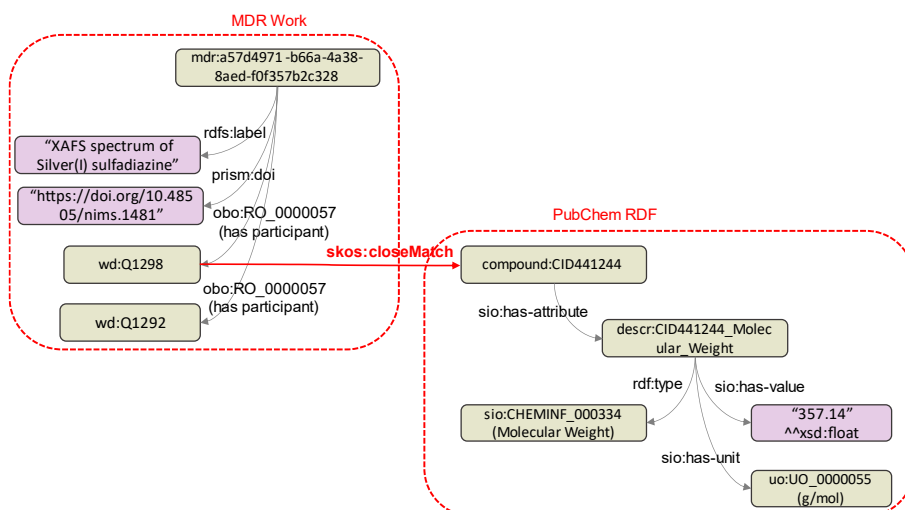 MDR Work
mdr:a57d4971 -b66a-4a38-
8aed-f0f357b2c328
rdfs:label
“XAFS spectrum of
Silver(I) sulfadiazine”
prism:doi
“https://doi.org/10.485
05/nims.1481”
obo:RO_0000057
(has participant)
wd:Q1298
obo:RO_0000057
(has participant)
wd:Q1292
skos:closeMatch
PubChem RDF
compound:CID441244
sio:has-attribute
descr:CID441244_Molec
ular_Weight
rdf:type
sio:has-value
sio:CHEMINF_000334
(Molecular Weight)
“357.14”
^^xsd:float
sio:has-unit
uo:UO_0000055
(g/mol)